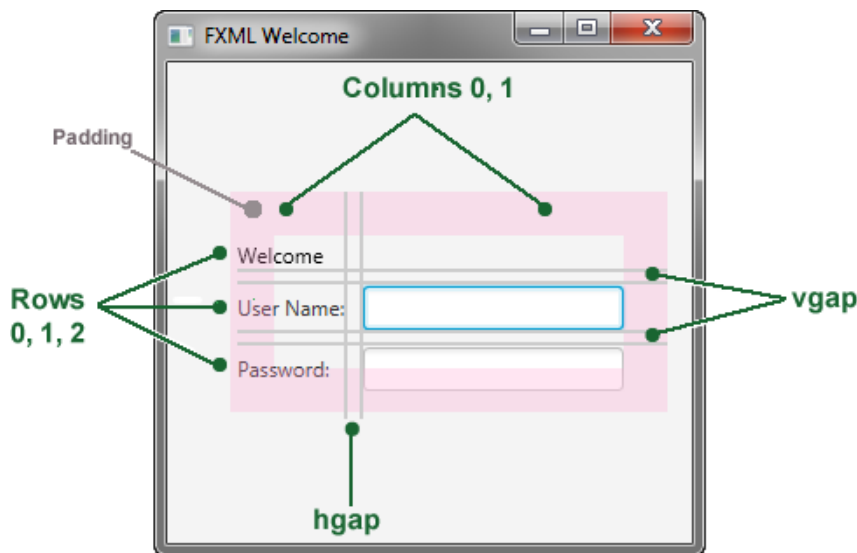 FXML Welcome
Columns 0, 1
Padding
Welcome
Rows
0, 1, 2
User Name:
vgap
Password:
hgap